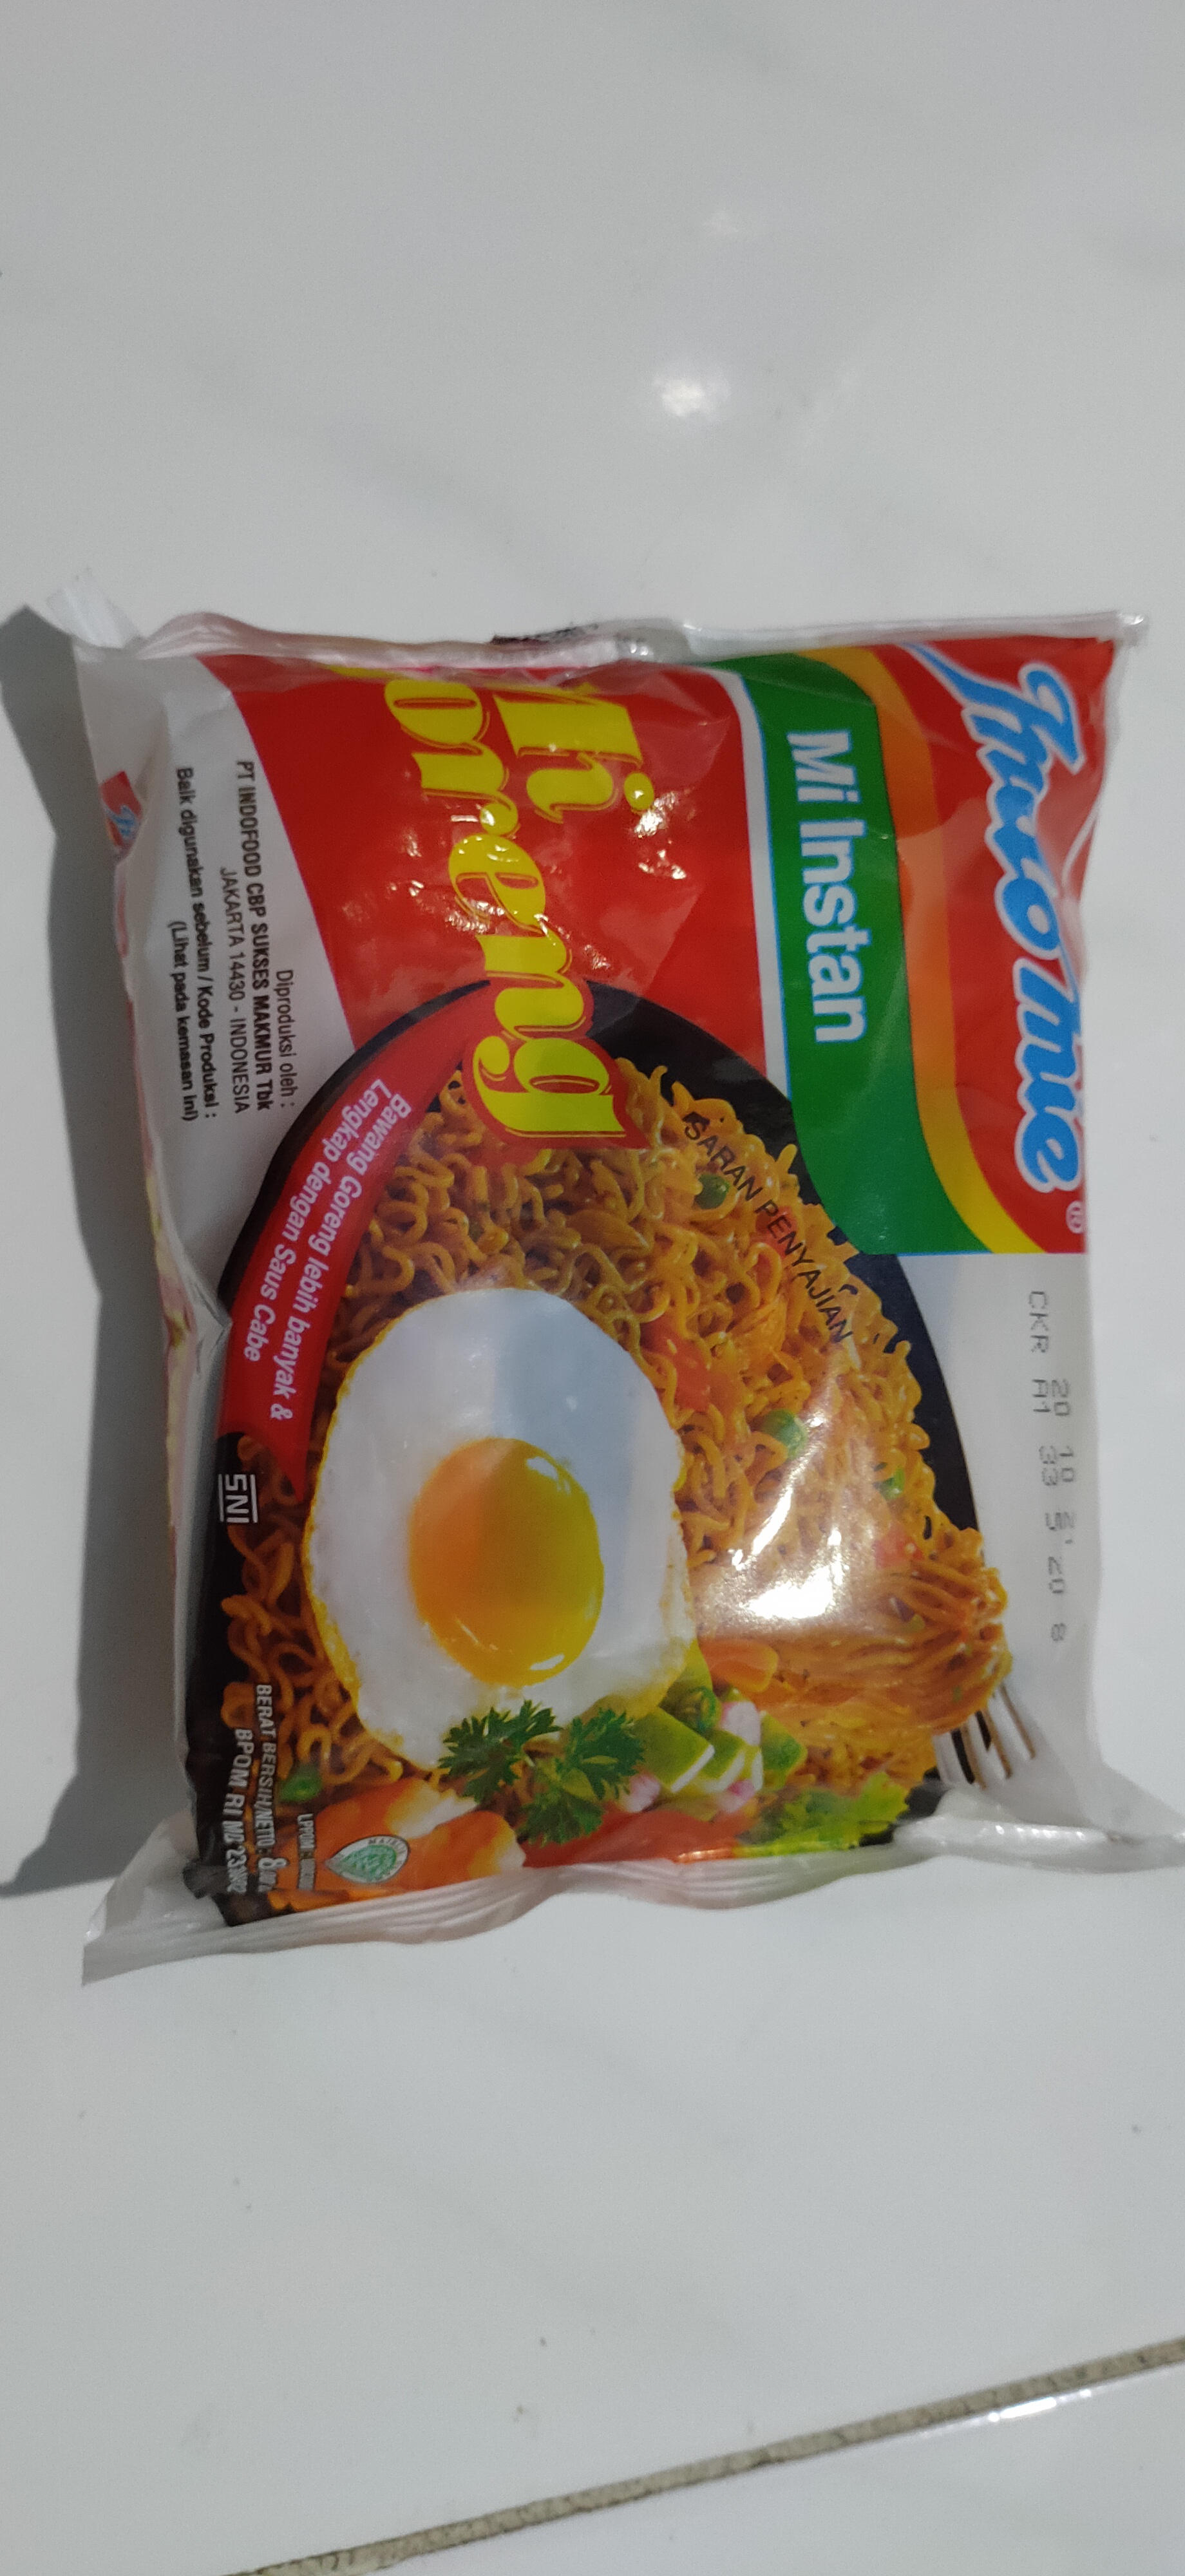 Indomie®
Mi Instan
Mi
Goreng
SARAN PENYAJIAN
20 10 21 20 8
CKR A1 33 5
Bawang Goreng lebih banyak &
Lengkap dengan Saus Cabe
Diproduksi oleh :
PT INDOFOOD CBP SUKSES MAKMUR Tbk
JAKARTA 14430 - INDONESIA
Baik digunakan sebelum / Kode Produksi :
(Lihat pada kemasan ini)
SNI
BERAT BERSIH/NETO :
BPOM RI MD